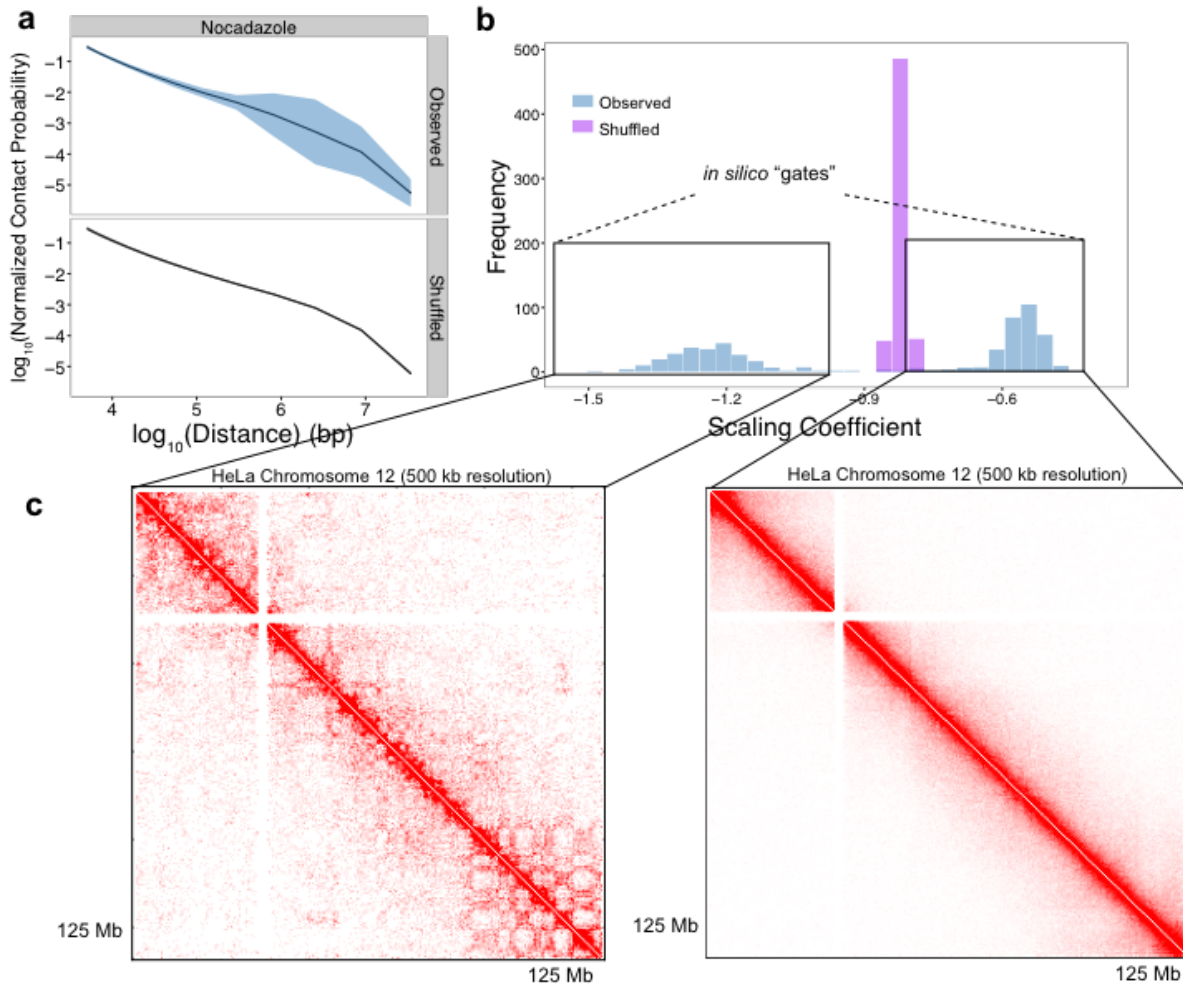 a
Nocadazole
log10(Normalized Contact Probability)
−1
−2
−3
−4
−5
Observed
−1
−2
−3
−4
−5
Shuffled
4
5
6
7
log10(Distance) (bp)
b
500
400
300
200
100
0
Frequency
Observed
Shuffled
in silico “gates”
−1.5
−1.2
−0.9
−0.6
Scaling Coefficient
c
HeLa Chromosome 12 (500 kb resolution)
125 Mb
125 Mb
HeLa Chromosome 12 (500 kb resolution)
125 Mb
125 Mb